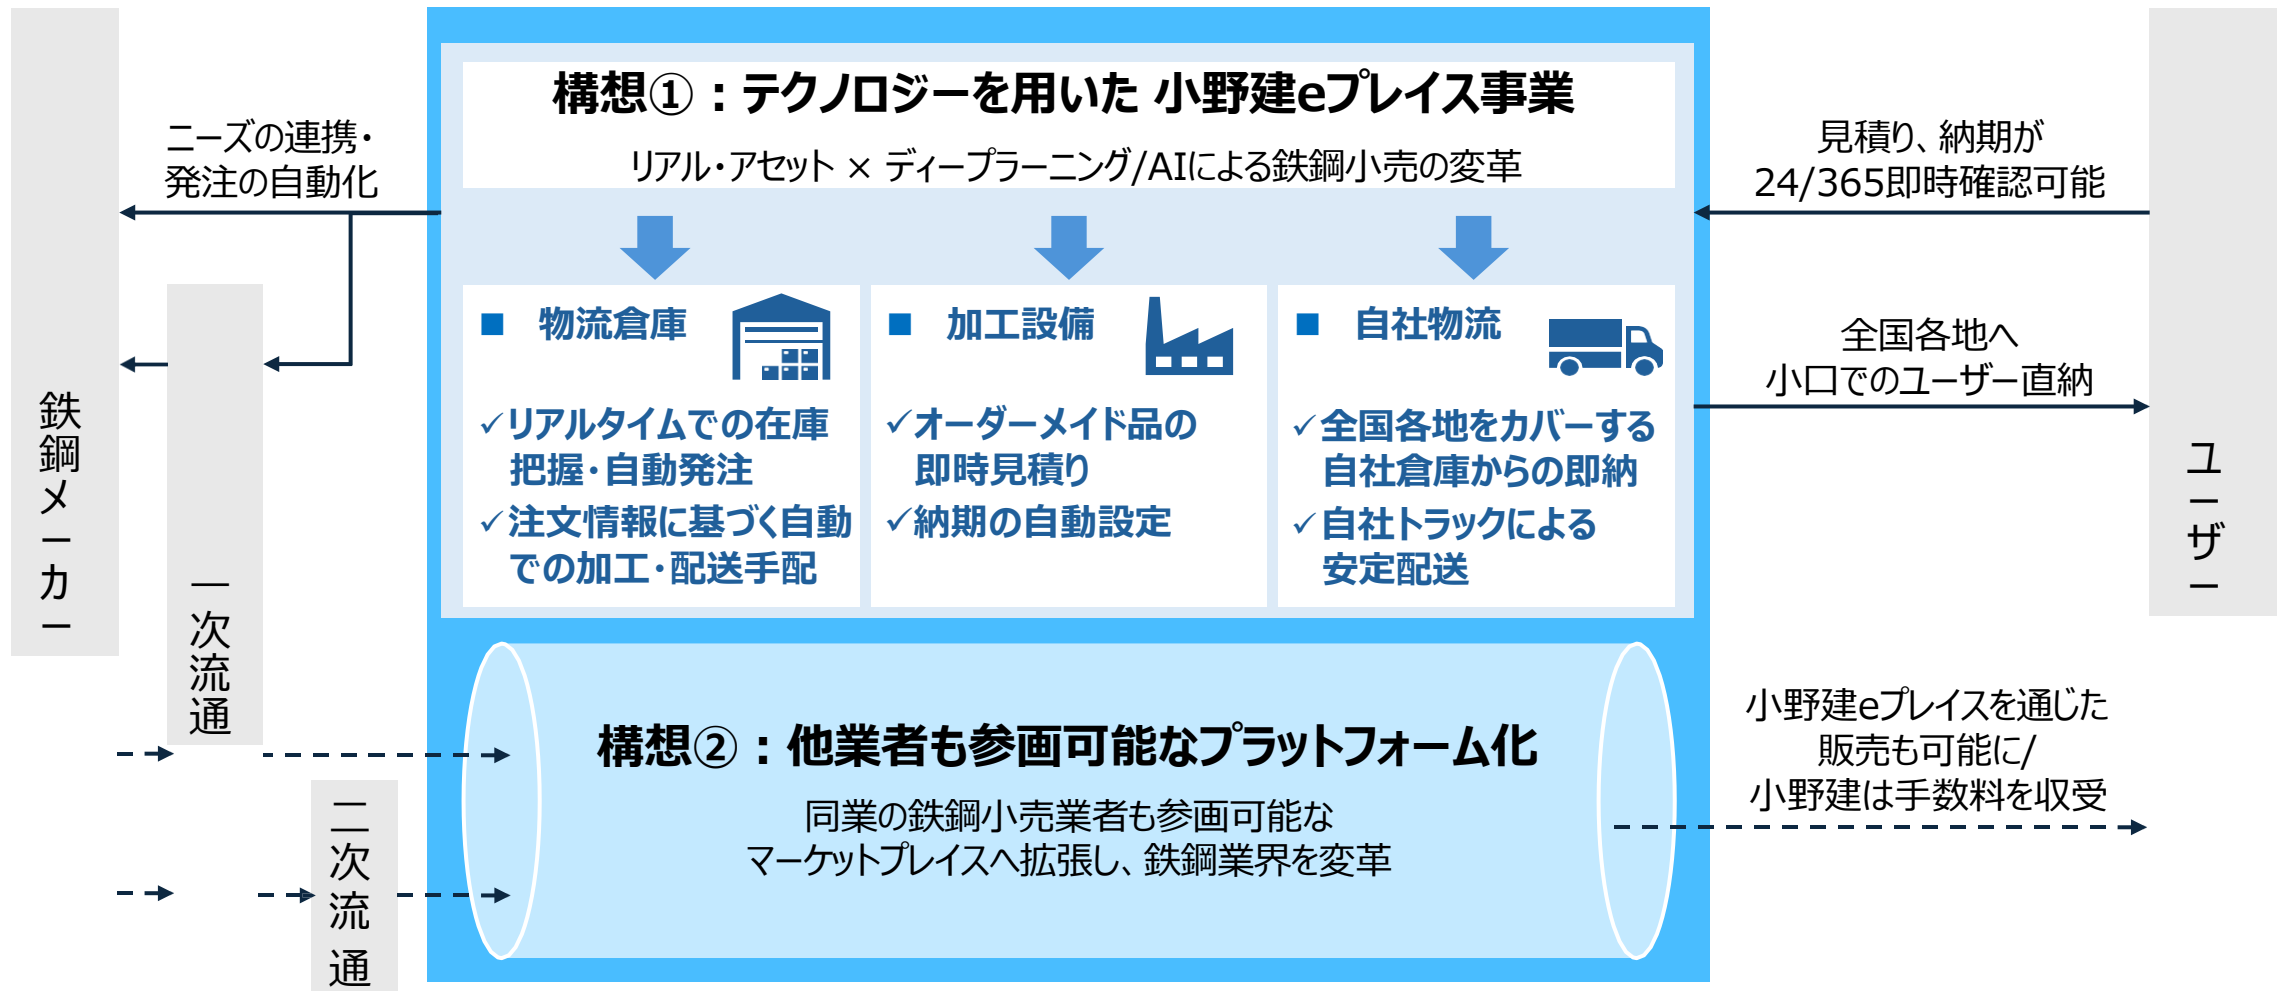 構想①：テクノロジーを用いた 小野建eプレイス事業
リアル・アセット × ディープラーニング/AIによる鉄鋼小売の変革
ニーズの連携・
発注の自動化
見積り、納期が
24/365即時確認可能
■ 物流倉庫
✓リアルタイムでの在庫
把握・自動発注
✓注文情報に基づく自動
での加工・配送手配
■ 加工設備
✓オーダーメイド品の
即時見積り
✓納期の自動設定
■ 自社物流
✓全国各地をカバーする
自社倉庫からの即納
✓自社トラックによる
安定配送
全国各地へ
小口でのユーザー直納
鉄鋼メーカー
一次流通
二次流通
ユーザー
構想②：他業者も参画可能なプラットフォーム化
同業の鉄鋼小売業者も参画可能な
マーケットプレイスへ拡張し、鉄鋼業界を変革
小野建eプレイスを通じた
販売も可能に/
小野建は手数料を収受